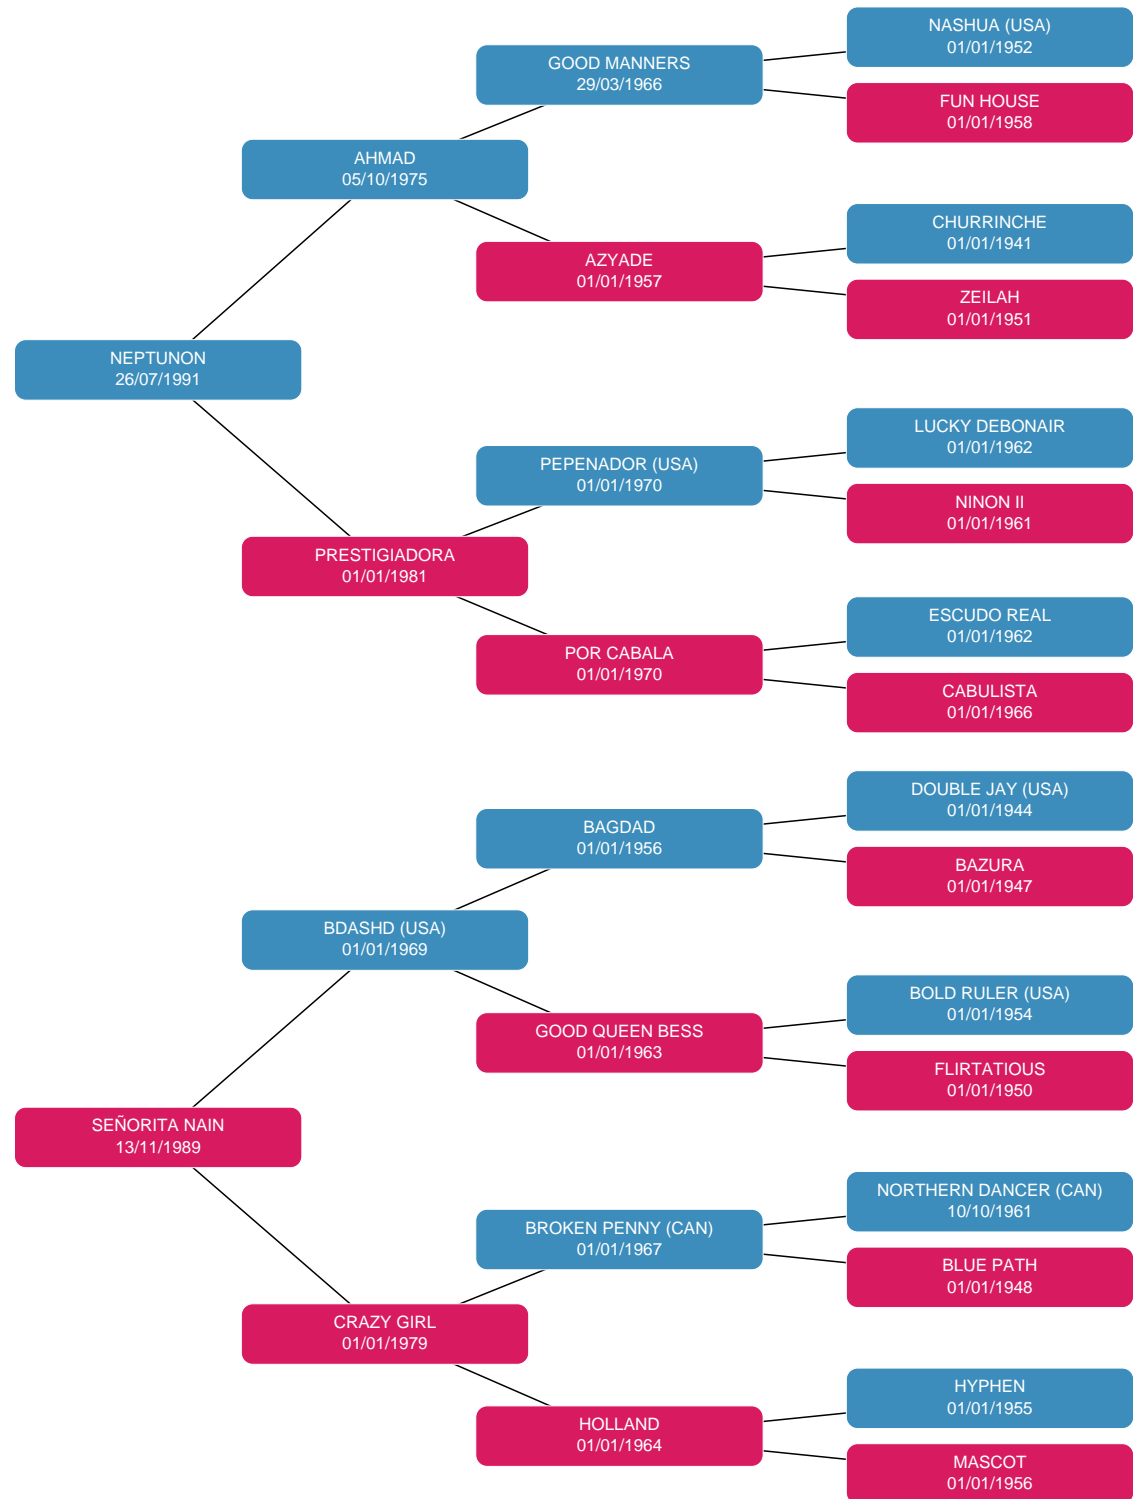 NASHUA (USA)
01/01/1952
GOOD MANNERS
29/03/1966
FUN HOUSE
01/01/1958
AHMAD
05/10/1975
CHURRINCHE
01/01/1941
AZYADE
01/01/1957
ZEILAH
01/01/1951
NEPTUNON
26/07/1991
LUCKY DEBONAIR
01/01/1962
PEPENADOR (USA)
01/01/1970
NINON II
01/01/1961
PRESTIGIADORA
01/01/1981
ESCUDO REAL
01/01/1962
POR CABALA
01/01/1970
CABULISTA
01/01/1966
DOUBLE JAY (USA)
01/01/1944
BAGDAD
01/01/1956
BAZURA
01/01/1947
BDASHD (USA)
01/01/1969
BOLD RULER (USA)
01/01/1954
GOOD QUEEN BESS
01/01/1963
FLIRTATIOUS
01/01/1950
SEÑORITA NAIN
13/11/1989
NORTHERN DANCER (CAN)
10/10/1961
BROKEN PENNY (CAN)
01/01/1967
BLUE PATH
01/01/1948
CRAZY GIRL
01/01/1979
HYPHEN
01/01/1955
HOLLAND
01/01/1964
MASCOT
01/01/1956